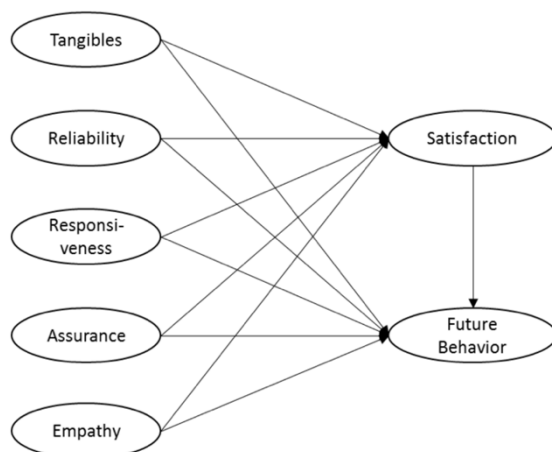 Tangibles
Reliability
Responsi-
veness
Assurance
Empathy
Satisfaction
Future
Behavior